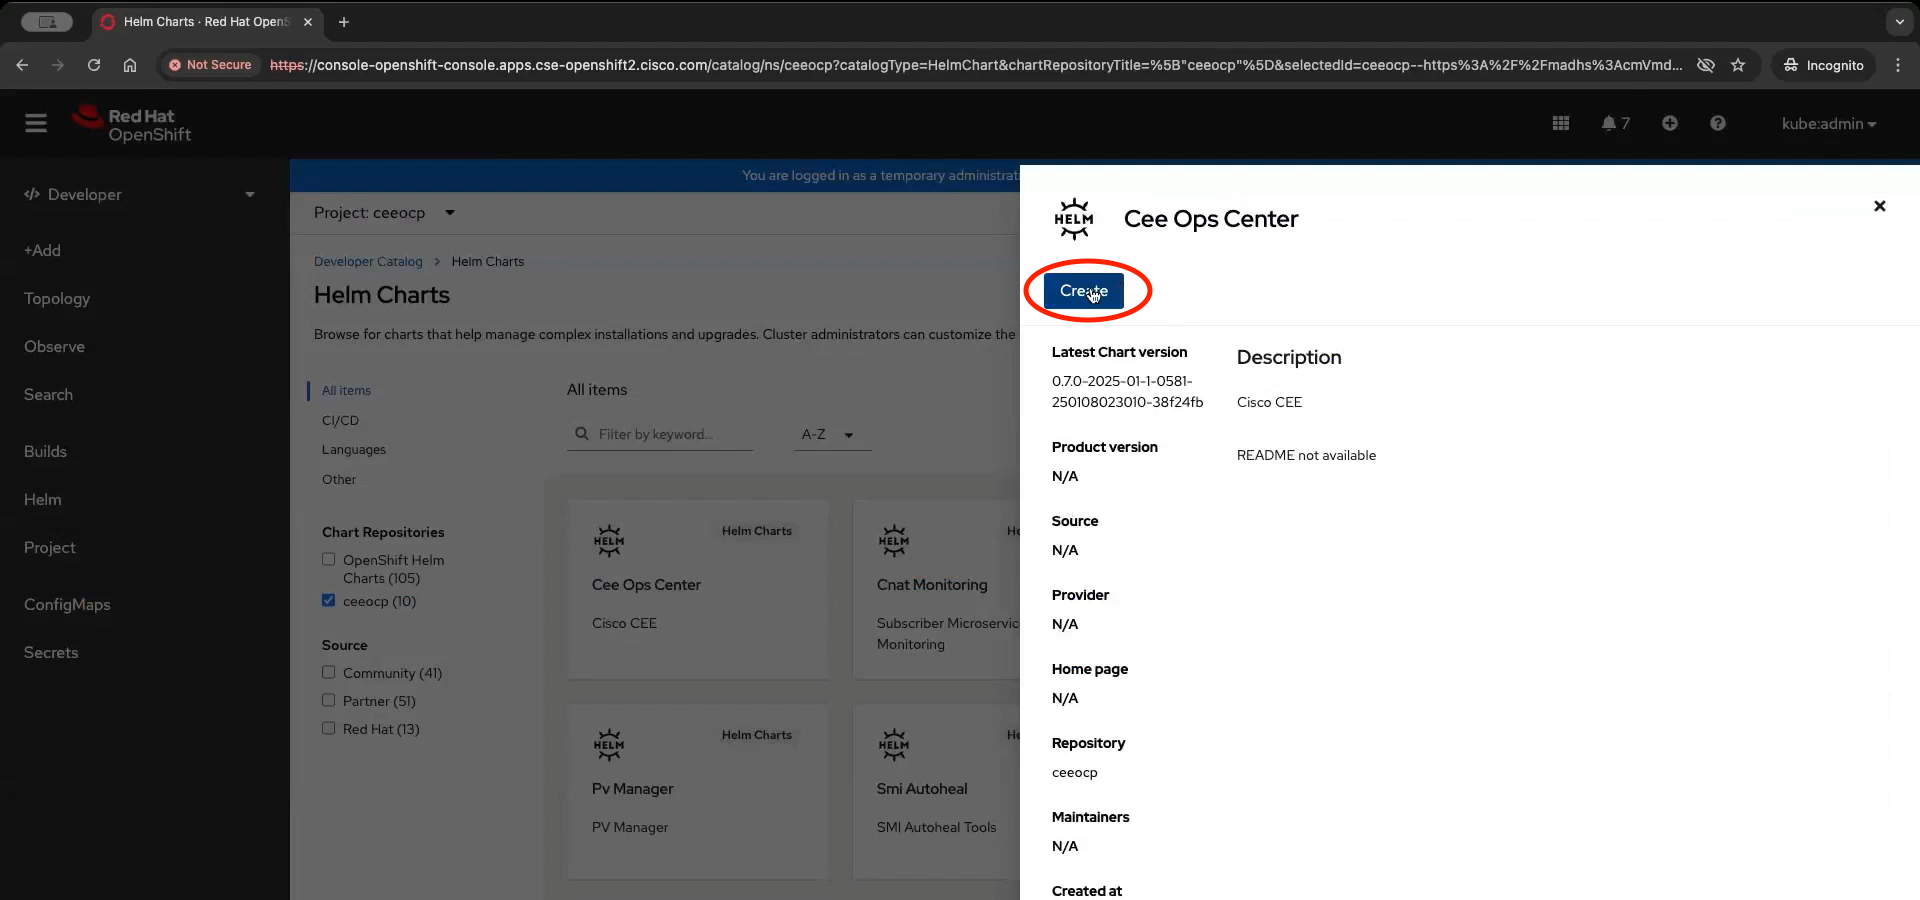 Helm Charts · Red Hat OpenS
Not Secure https://console-openshift-console.apps.cse-openshift2.cisco.com/catalog/ns/ceeocp?catalogType=HelmChart&chartRepositoryTitle=%5B"ceeocp"%5D&selectedId=ceeocp--https%3A%2F%2Fmadhs%3AcmVmd... Incognito
Red Hat
OpenShift
7
kube:admin
Developer
+Add
Topology
Observe
Search
Builds
Helm
Project
ConfigMaps
Secrets
You are logged in as a temporary administrati
Project: ceeocp
Developer Catalog > Helm Charts
Helm Charts
Browse for charts that help manage complex installations and upgrades. Cluster administrators can customize the
All items
CI/CD
Languages
Other
Chart Repositories
OpenShift Helm
Charts (105)
ceeocp (10)
Source
Community (41)
Partner (51)
Red Hat (13)
All items
Filter by keyword...
A-Z
HELM
Helm Charts
Cee Ops Center
Cisco CEE
HELM
He
Cnat Monitoring
Subscriber Microservic
Monitoring
HELM
Helm Charts
Pv Manager
PV Manager
HELM
He
Smi Autoheal
SMI Autoheal Tools
HELM
Cee Ops Center
Create
Latest Chart version
0.7.0-2025-01-1-0581-
250108023010-38f24fb
Product version
N/A
Source
N/A
Provider
N/A
Home page
N/A
Repository
ceeocp
Maintainers
N/A
Created at
Description
Cisco CEE
README not available